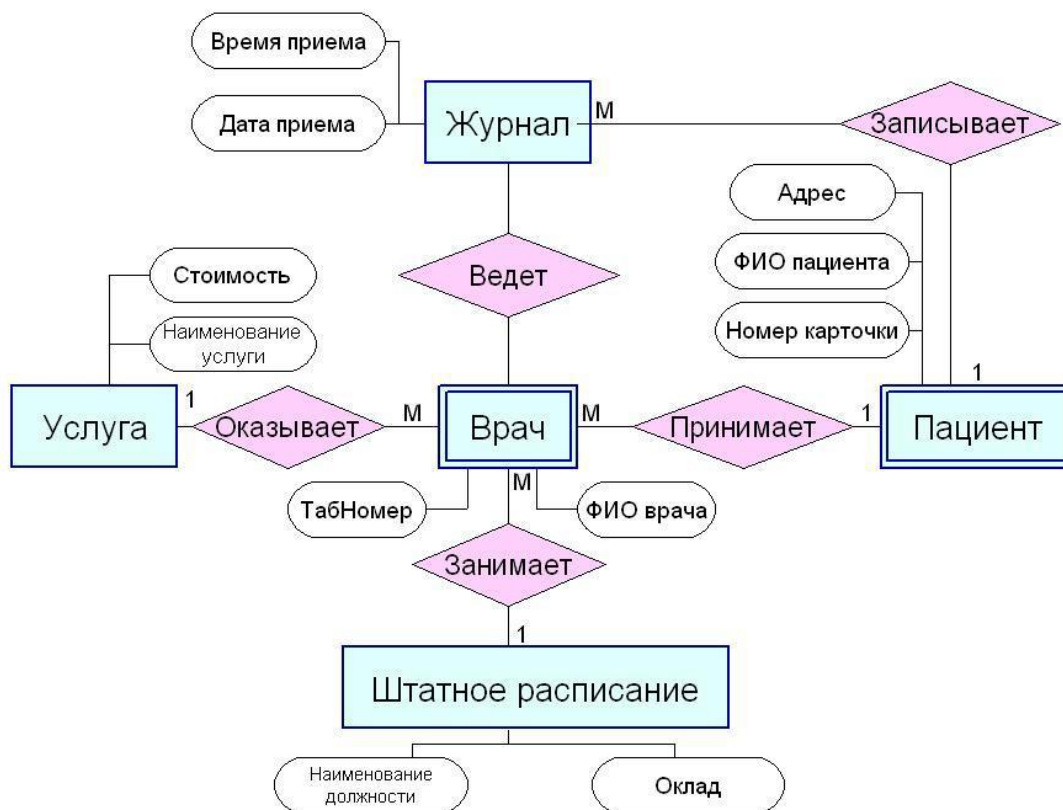 Время приема
Дата приема
Журнал
М
Записывает
Адрес
ФИО пациента
Номер карточки
Ведет
Стоимость
Наименование
услуги
Услуга
1
Оказывает
М
Врач
М
Принимает
1
1
Пациент
ТабНомер
М
ФИО врача
Занимает
1
Штатное расписание
Наименование
должности
Оклад